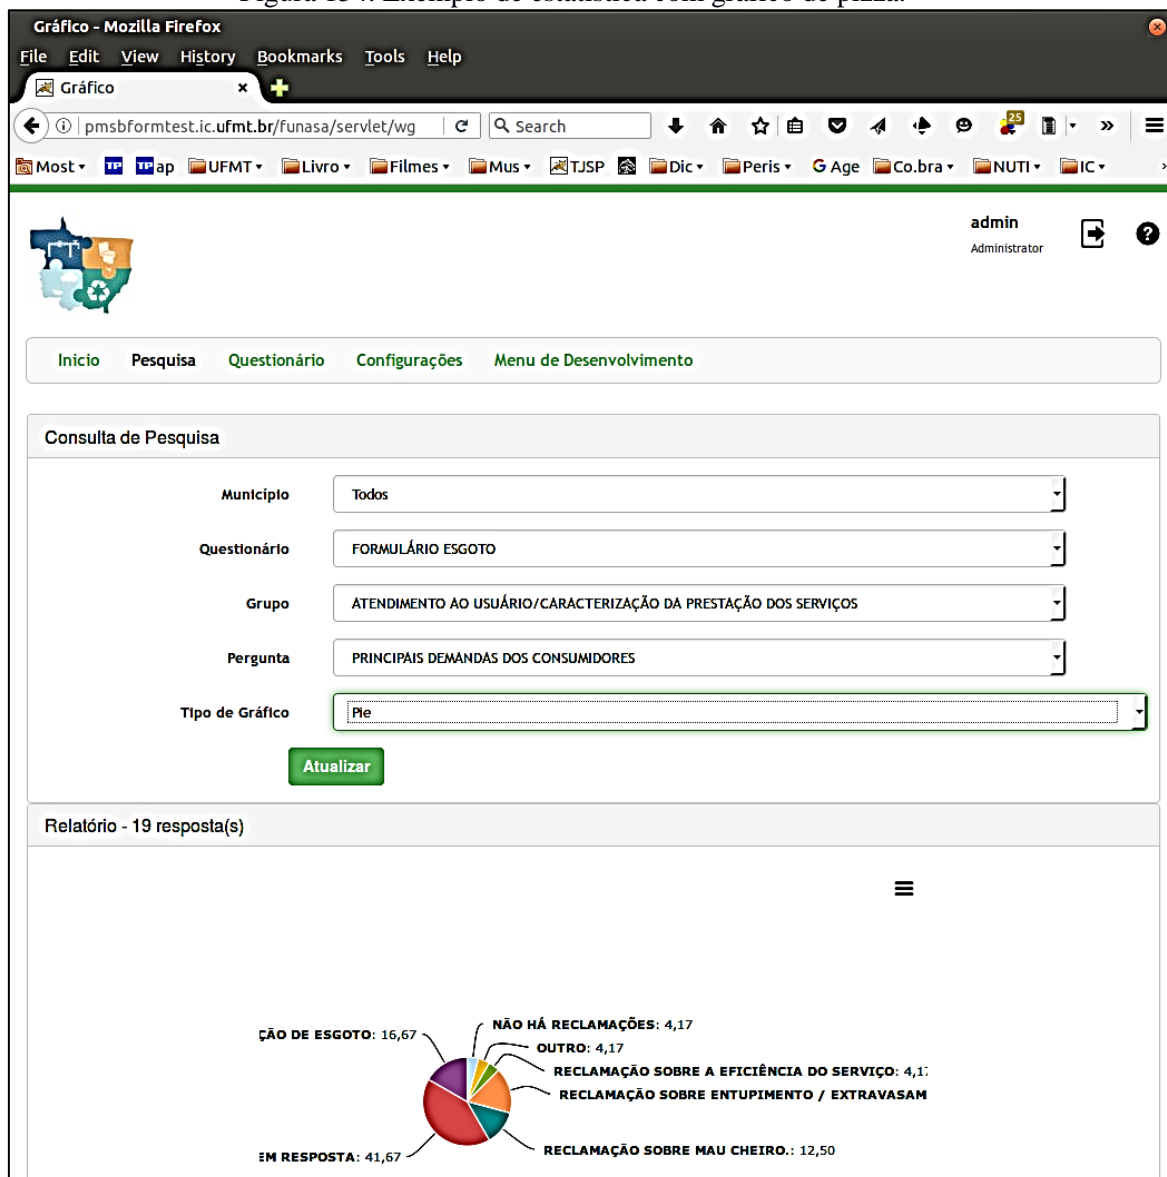 Gráfico - Mozilla Firefox
File Edit View History Bookmarks Tools Help
Gráfico
pmsbformtest.ic.ufmt.br/funasa/servlet/wg Search 25
Most TP TP ap UFMT Livro Filmes Mus TJSP Dic Peris G Age Co.bra NUTI IC
admin
Administrator
Inicio Pesquisa Questionário Configurações Menu de Desenvolvimento
Consulta de Pesquisa
Município Todos
Questionário FORMULÁRIO ESGOTO
Grupo ATENDIMENTO AO USUÁRIO/CARACTERIZAÇÃO DA PRESTAÇÃO DOS SERVIÇOS
Pergunta PRINCIPAIS DEMANDAS DOS CONSUMIDORES
Tipo de Gráfico Pie
Atualizar
Relatório - 19 resposta(s)
NÃO HÁ RECLAMAÇÕES: 4,17
ÇÃO DE ESGOTO: 16,67
OUTRO: 4,17
RECLAMAÇÃO SOBRE A EFICIÊNCIA DO SERVIÇO: 4,17
RECLAMAÇÃO SOBRE ENTUPIMENTO / EXTRAVASAM
RECLAMAÇÃO SOBRE MAU CHEIRO.: 12,50
EM RESPOSTA: 41,67